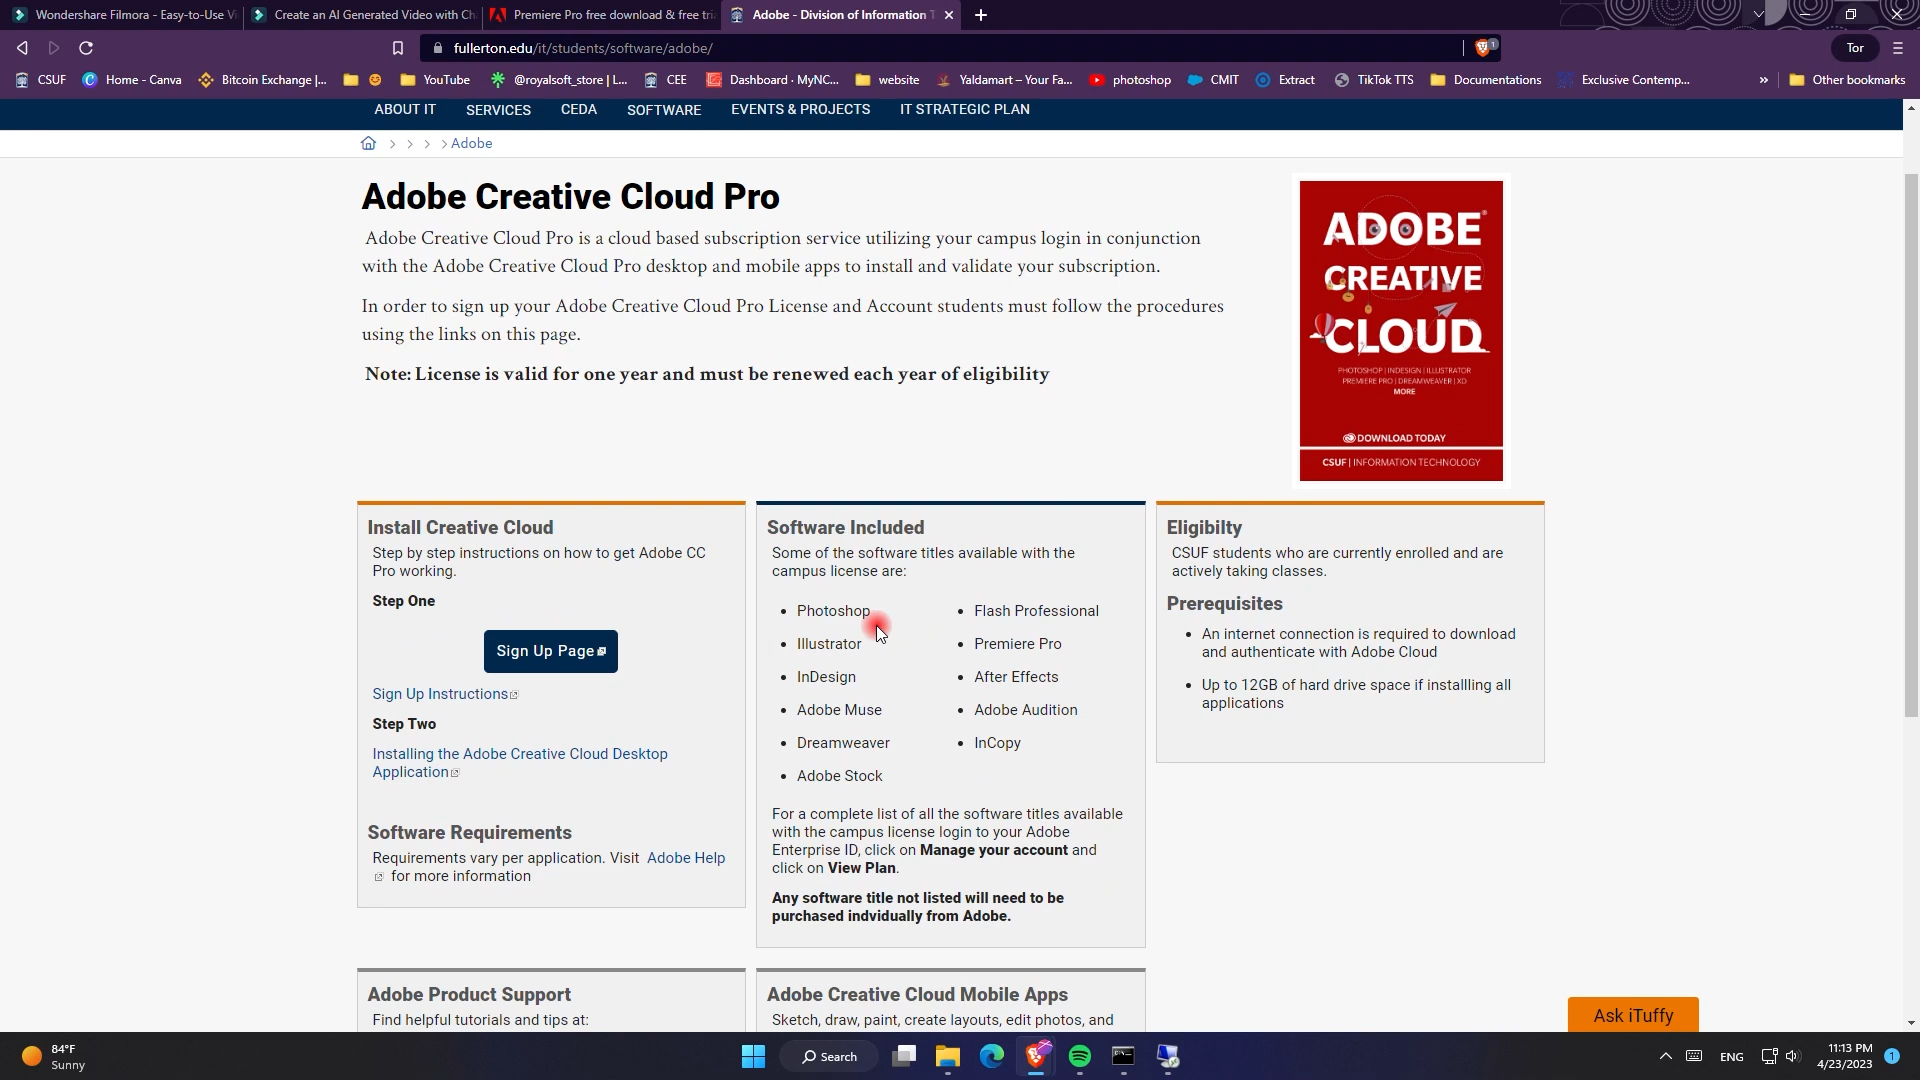 Wondershare Filmora - Easy-to-Use Vi
Create an AI Generated Video with Ch
Premiere Pro free download & free tri
Adobe - Division of Information T
Tor
fullerton.edu/it/students/software/adobe/
1
CSUF
Home - Canva
Bitcoin Exchange |...
YouTube
@royalsoft_store | L...
CEE
Dashboard · MyNC...
website
Yaldamart – Your Fa...
photoshop
CMIT
Extract
TikTok TTS
Documentations
Exclusive Contemp...
»
Other bookmarks
ABOUT IT
SERVICES
CEDA
SOFTWARE
EVENTS & PROJECTS
IT STRATEGIC PLAN
> > > > Adobe
Adobe Creative Cloud Pro
Adobe Creative Cloud Pro is a cloud based subscription service utilizing your campus login in conjunction
with the Adobe Creative Cloud Pro desktop and mobile apps to install and validate your subscription.
In order to sign up your Adobe Creative Cloud Pro License and Account students must follow the procedures
using the links on this page.
Note: License is valid for one year and must be renewed each year of eligibility
ADOBE
CREATIVE
CLOUD
PHOTOSHOP | INDESIGN | ILLUSTRATOR
PREMIERE PRO | DREAMWEAVER | XD
MORE
DOWNLOAD TODAY
CSUF | INFORMATION TECHNOLOGY
Install Creative Cloud
Step by step instructions on how to get Adobe CC
Pro working.
Step One
Sign Up Page
Sign Up Instructions
Step Two
Installing the Adobe Creative Cloud Desktop
Application
Software Requirements
Requirements vary per application. Visit Adobe Help
for more information
Software Included
Some of the software titles available with the
campus license are:
• Photoshop
• Illustrator
• InDesign
• Adobe Muse
• Dreamweaver
• Adobe Stock
• Flash Professional
• Premiere Pro
• After Effects
• Adobe Audition
• InCopy
For a complete list of all the software titles available
with the campus license login to your Adobe
Enterprise ID, click on Manage your account and
click on View Plan.
Any software title not listed will need to be
purchased indvidually from Adobe.
Eligibilty
CSUF students who are currently enrolled and are
actively taking classes.
Prerequisites
• An internet connection is required to download
and authenticate with Adobe Cloud
• Up to 12GB of hard drive space if installling all
applications
Adobe Product Support
Find helpful tutorials and tips at:
Adobe Creative Cloud Mobile Apps
Sketch, draw, paint, create layouts, edit photos, and
Ask iTuffy
84°F
Sunny
Search
ENG
11:13 PM
4/23/2023
1